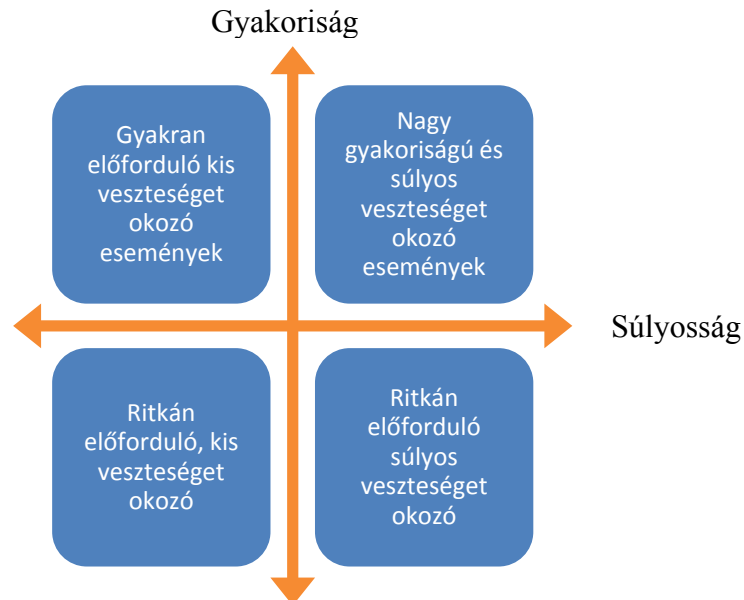 Gyakoriság
Gyakran
előforduló kis
veszteséget
okozó
események
Nagy
gyakoriságú és
súlyos
veszteséget
okozó
események
Súlyosság
Ritkán
előforduló, kis
veszteséget
okozó
Ritkán
előforduló
súlyos
veszteséget
okozó